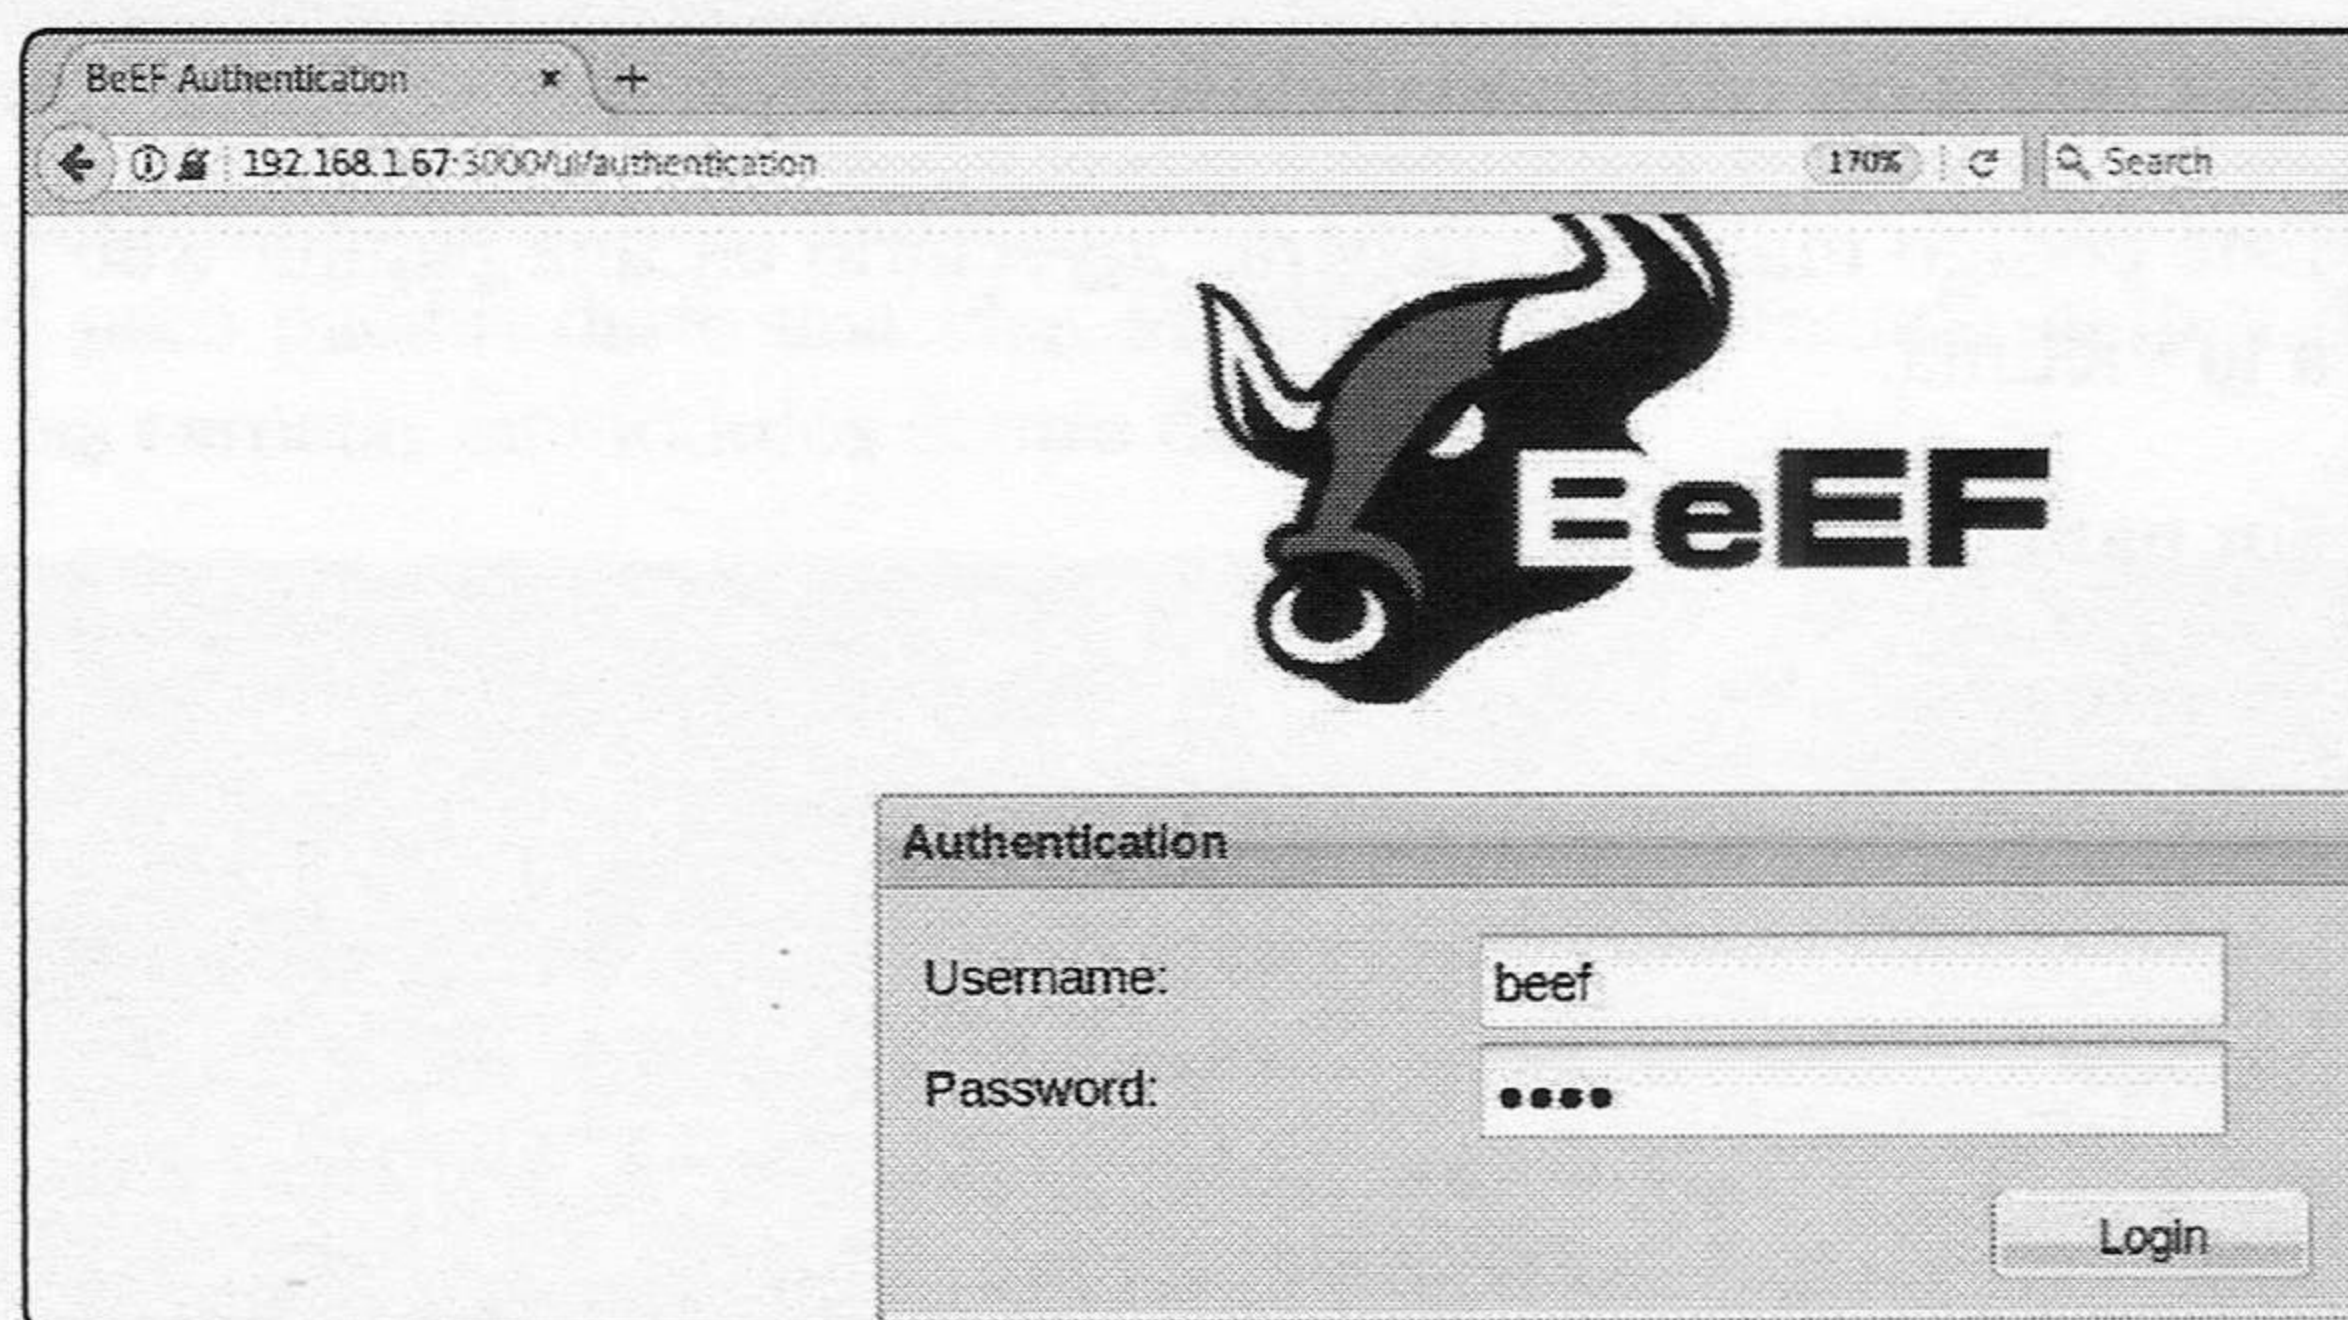 BeEF Authentication × +
192.168.1.67:3000/ui/authentication 170% Search
BeEF
Authentication
Username: beef
Password: ••••
Login